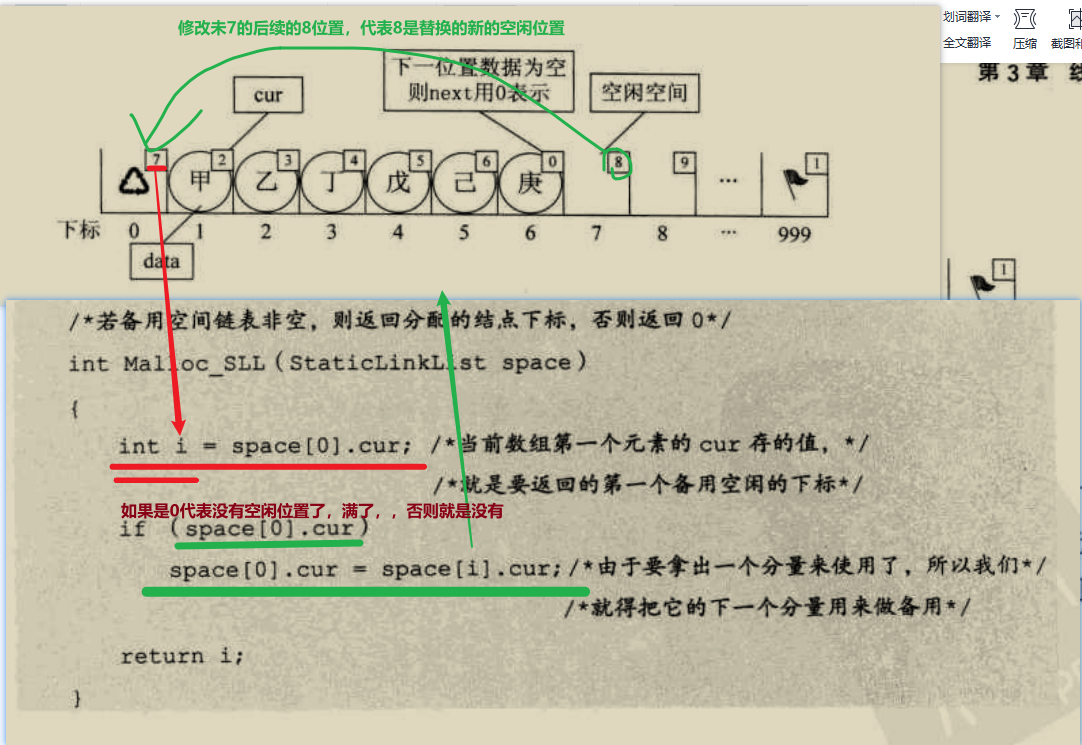 修改未7的后续的8位置，代表8是替换的新的空闲位置
划词翻译
全文翻译
压缩
第 3 章
cur
下一位置数据为空
则next用0表示
空闲空间
7 2 3 4 5 6 0 8 9 1
甲 乙 丁 戊 己 庚 …
下标 0 1 2 3 4 5 6 7 8 … 999
data
1
/*若备用空间链表非空，则返回分配的结点下标，否则返回 0*/
int Malloc_SLL（StaticLinkList space）
{
int i = space[0].cur; /*当前数组第一个元素的 cur 存的值，*/
/*就是要返回的第一个备用空闲的下标*/
如果是0代表没有空闲位置了，满了，，否则就是没有
if （space[0].cur）
space[0].cur = space[i].cur; /*由于要拿出一个分量来使用了，所以我们*/
/*就得把它的下一个分量用来做备用*/
return i;
}